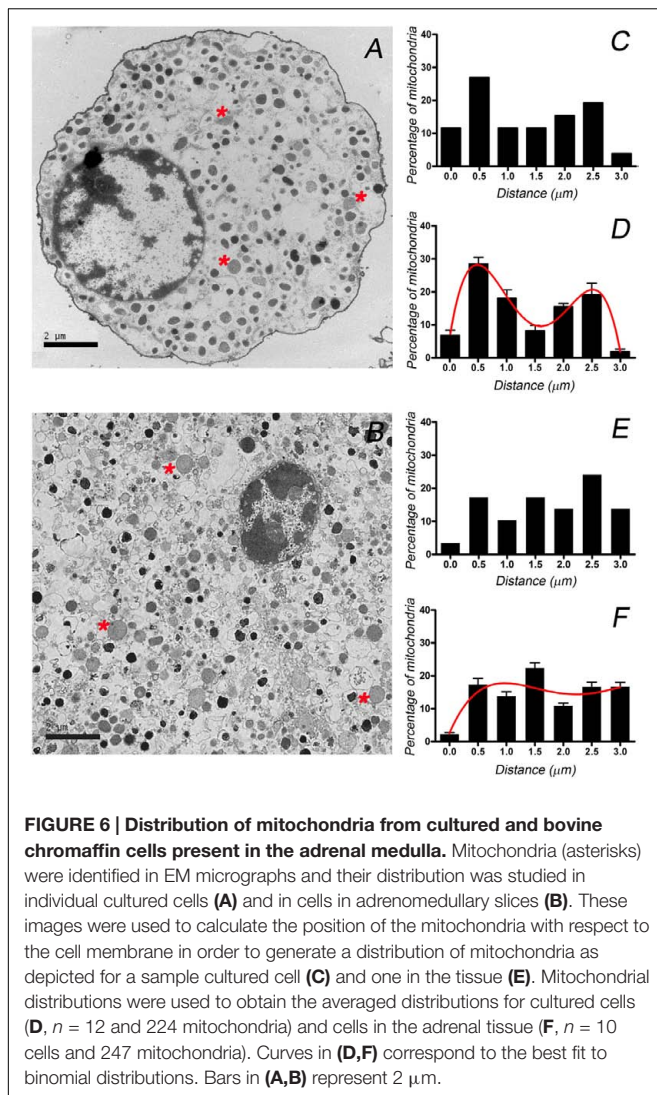 A
2 µm
C
Percentage of mitochondria
40
30
20
10
0
0.0 0.5 1.0 1.5 2.0 2.5 3.0
Distance (µm)
D
Percentage of mitochondria
40
30
20
10
0
0.0 0.5 1.0 1.5 2.0 2.5 3.0
Distance (µm)
B
E
Percentage of mitochondria
40
30
20
10
0
0.0 0.5 1.0 1.5 2.0 2.5 3.0
Distance (µm)
F
Percentage of mitochondria
40
30
20
10
0
0.0 0.5 1.0 1.5 2.0 2.5 3.0
Distance (µm)
FIGURE 6 | Distribution of mitochondria from cultured and bovine
chromaffin cells present in the adrenal medulla. Mitochondria (asterisks)
were identified in EM micrographs and their distribution was studied in
individual cultured cells (A) and in cells in adrenomedullary slices (B). These
images were used to calculate the position of the mitochondria with respect to
the cell membrane in order to generate a distribution of mitochondria as
depicted for a sample cultured cell (C) and one in the tissue (E). Mitochondrial
distributions were used to obtain the averaged distributions for cultured cells
(D, n = 12 and 224 mitochondria) and cells in the adrenal tissue (F, n = 10
cells and 247 mitochondria). Curves in (D,F) correspond to the best fit to
binomial distributions. Bars in (A,B) represent 2 µm.